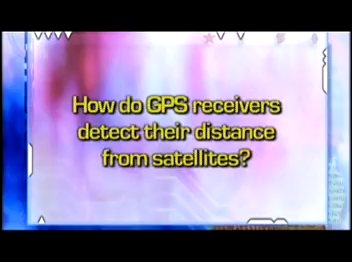 How do GPS receivers
detect their distance
from satellites?